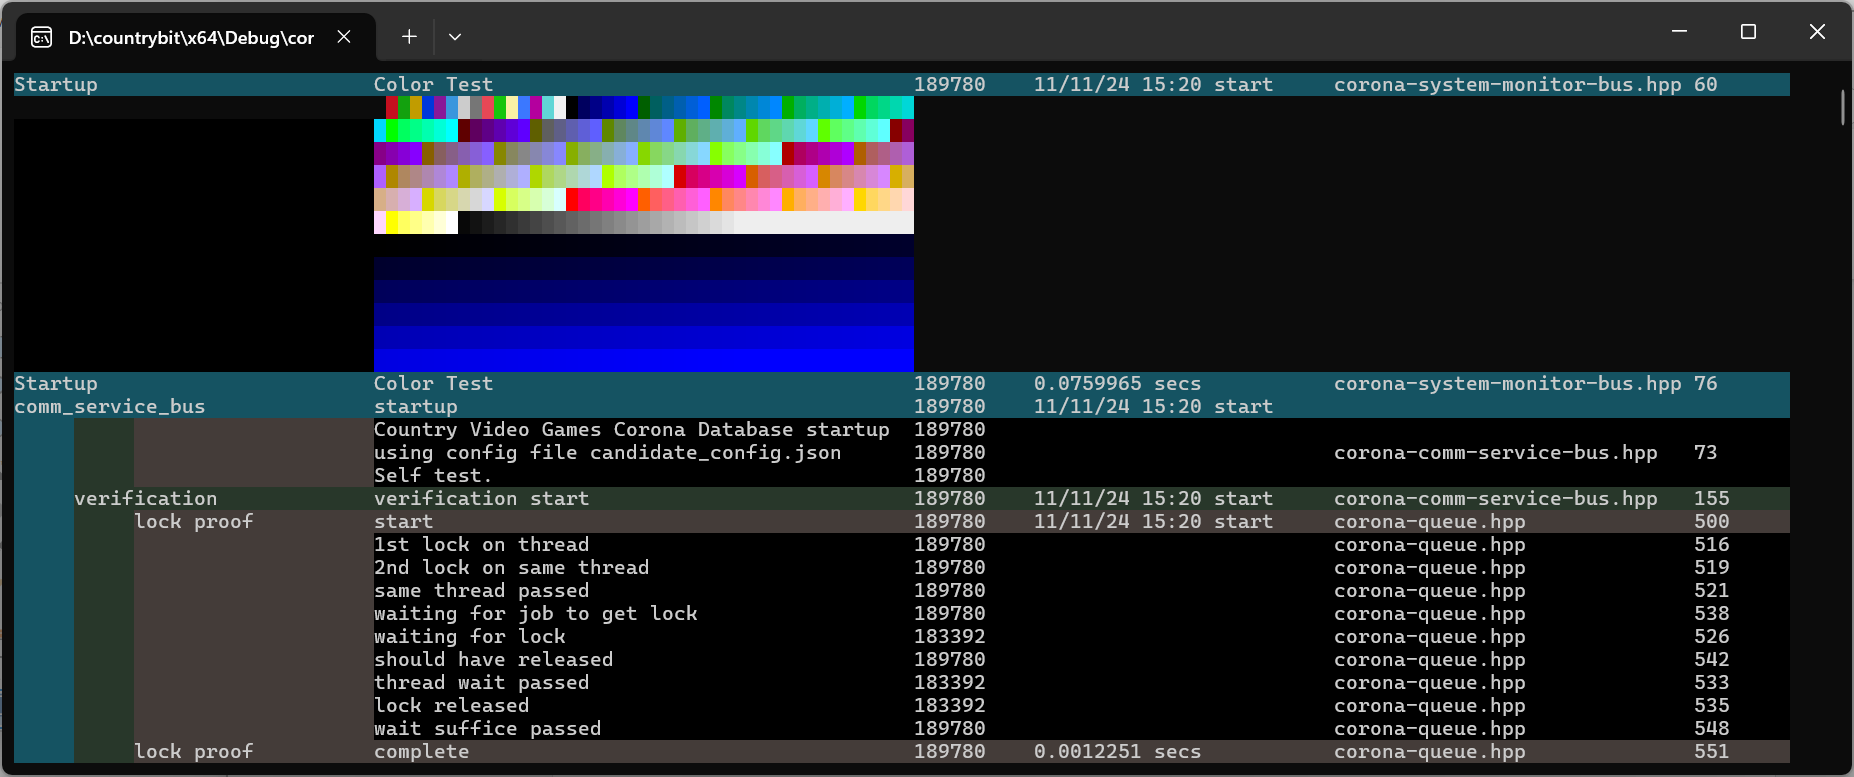 D:\countrybit\x64\Debug\cor
Startup Color Test 189780 11/11/24 15:20 start corona-system-monitor-bus.hpp 60
Startup Color Test 189780 0.0759965 secs corona-system-monitor-bus.hpp 76
comm_service_bus startup 189780 11/11/24 15:20 start
Country Video Games Corona Database startup 189780
using config file candidate_config.json 189780 corona-comm-service-bus.hpp 73
Self test. 189780
verification verification start 189780 11/11/24 15:20 start corona-comm-service-bus.hpp 155
lock proof start 189780 11/11/24 15:20 start corona-queue.hpp 500
1st lock on thread 189780 corona-queue.hpp 516
2nd lock on same thread 189780 corona-queue.hpp 519
same thread passed 189780 corona-queue.hpp 521
waiting for job to get lock 189780 corona-queue.hpp 538
waiting for lock 183392 corona-queue.hpp 526
should have released 189780 corona-queue.hpp 542
thread wait passed 183392 corona-queue.hpp 533
lock released 183392 corona-queue.hpp 535
wait suffice passed 189780 corona-queue.hpp 548
lock proof complete 189780 0.0012251 secs corona-queue.hpp 551